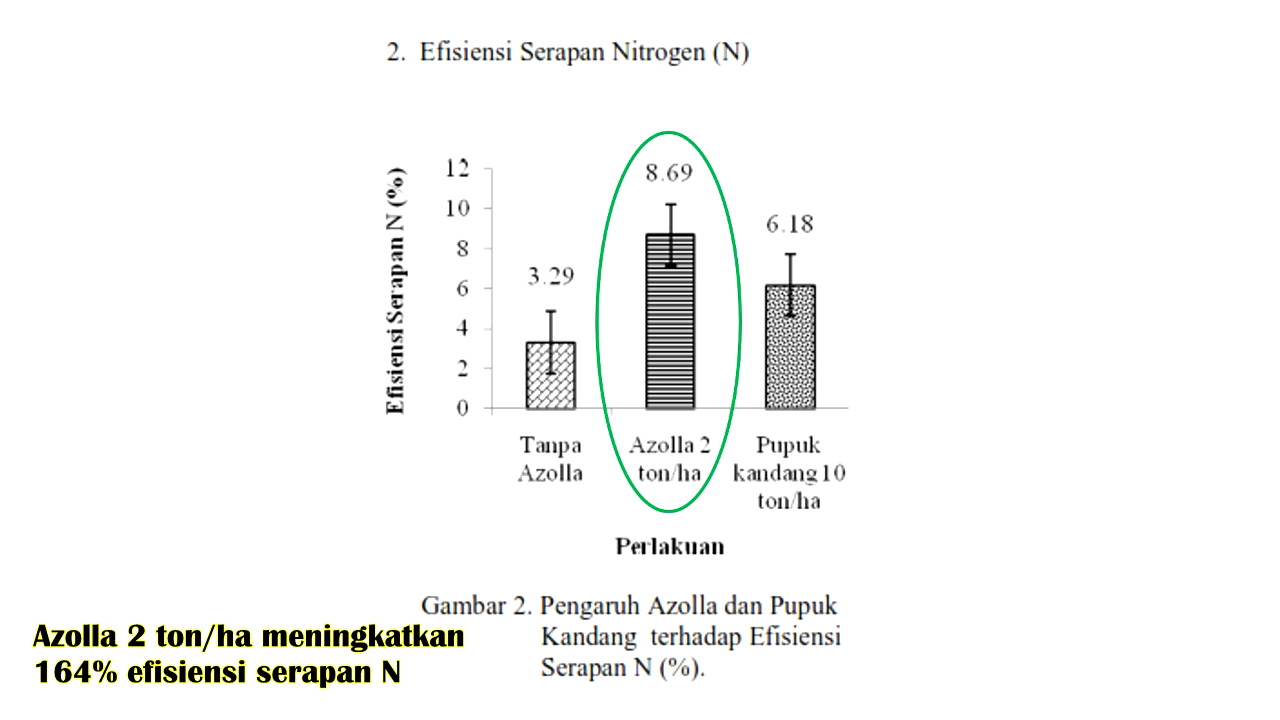 2. Efisiensi Serapan Nitrogen (N)
Efisiensi Serapan N (%)
12
10
8
6
4
2
0
3.29
8.69
6.18
Tanpa
Azolla
Azolla 2
ton/ha
Pupuk
kandang 10
ton/ha
Perlakuan
Gambar 2. Pengaruh Azolla dan Pupuk
Kandang terhadap Efisiensi
Serapan N (%).
Azolla 2 ton/ha meningkatkan
164% efisiensi serapan N